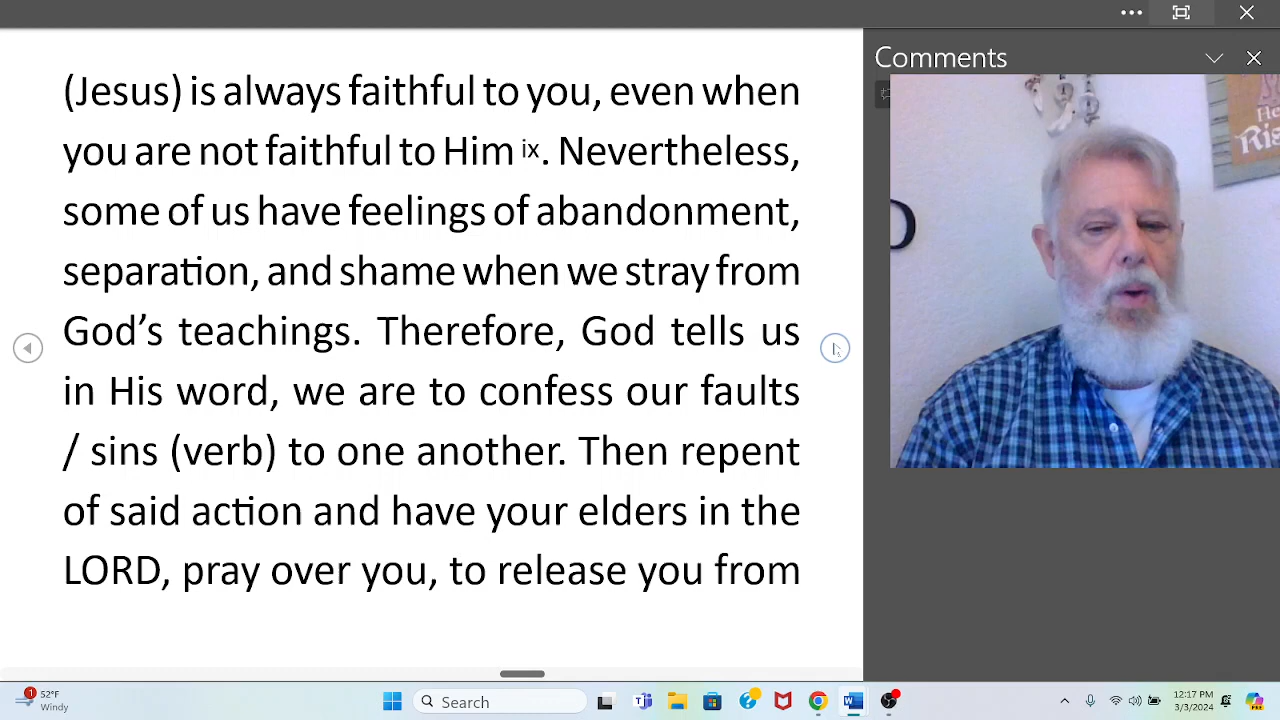 Comments
(Jesus) is always faithful to you, even when
you are not faithful to Him ix. Nevertheless,
some of us have feelings of abandonment,
separation, and shame when we stray from
God's teachings. Therefore, God tells us
in His word, we are to confess our faults
/ sins (verb) to one another. Then repent
of said action and have your elders in the
LORD, pray over you, to release you from
He
Ris
D
1
52°F
Windy
Search
12:17 PM
3/3/2024